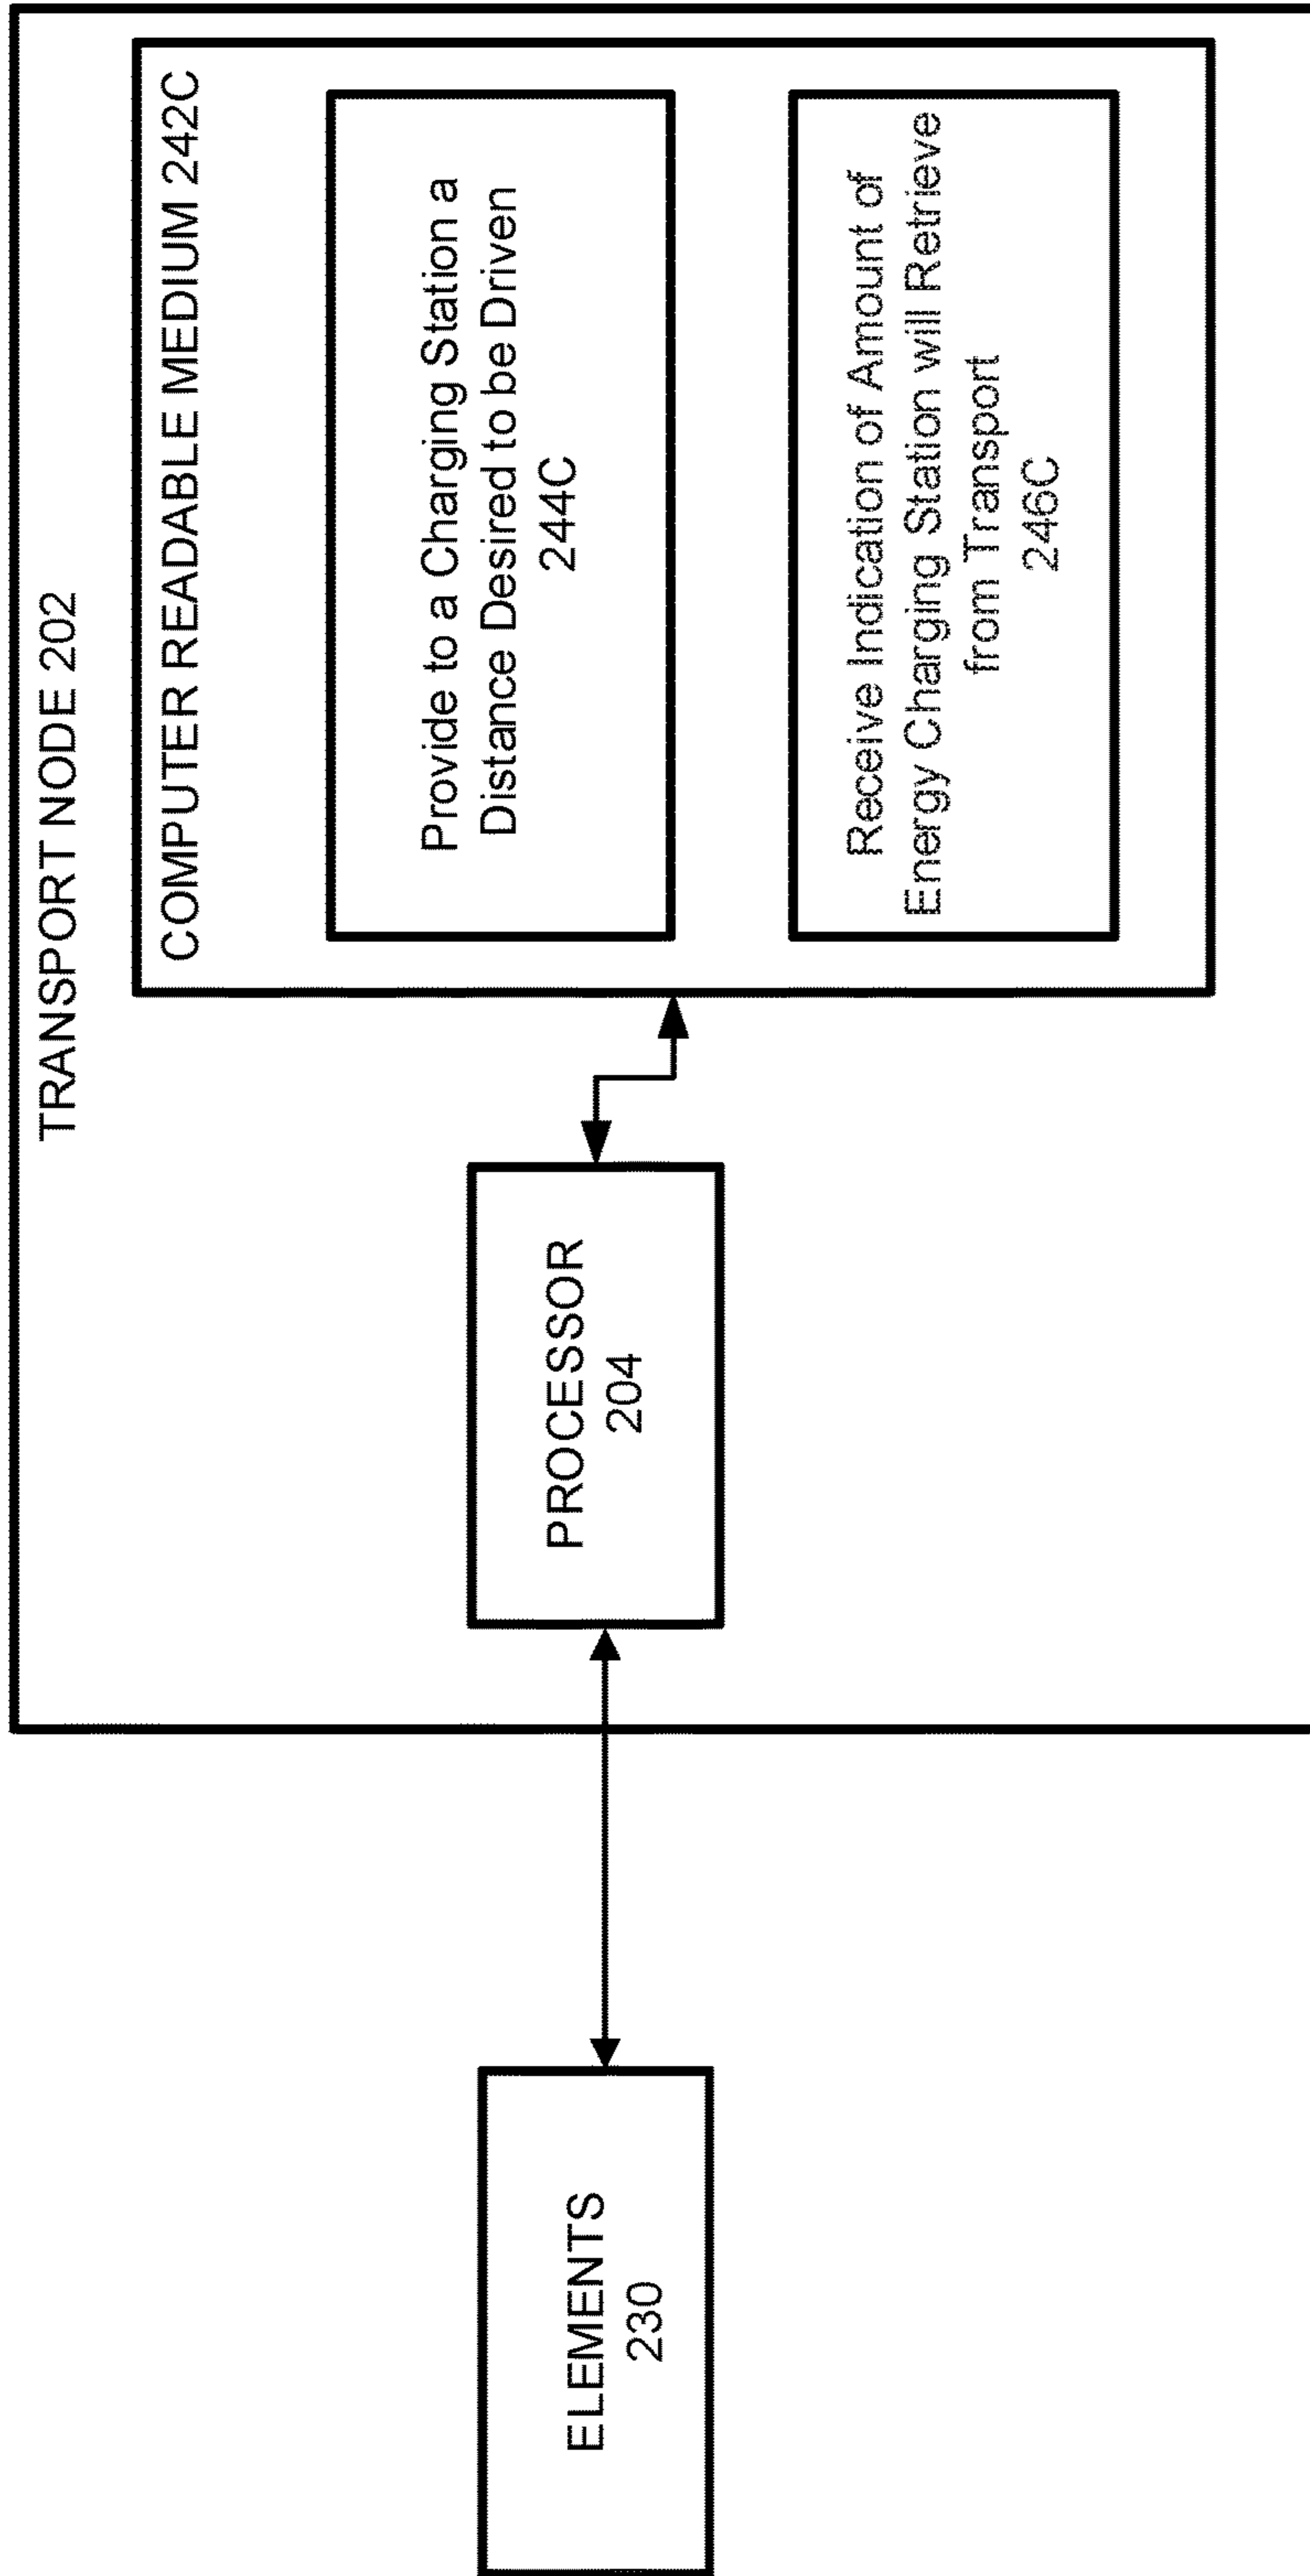 TRANSPORT NODE 202
COMPUTER READABLE MEDIUM 242C
Provide to a Charging Station a
Distance Desired to be Driven
244C
Receive Indication of Amount of
Energy Charging Station will Retrieve
from Transport
246C
PROCESSOR
204
ELEMENTS
230